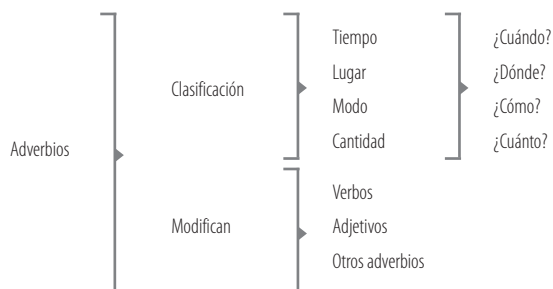 Tiempo ¿Cuándo?
Lugar ¿Dónde?
Clasificación
Modo ¿Cómo?
Cantidad ¿Cuánto?
Adverbios
Verbos
Modifican Adjetivos
Otros adverbios